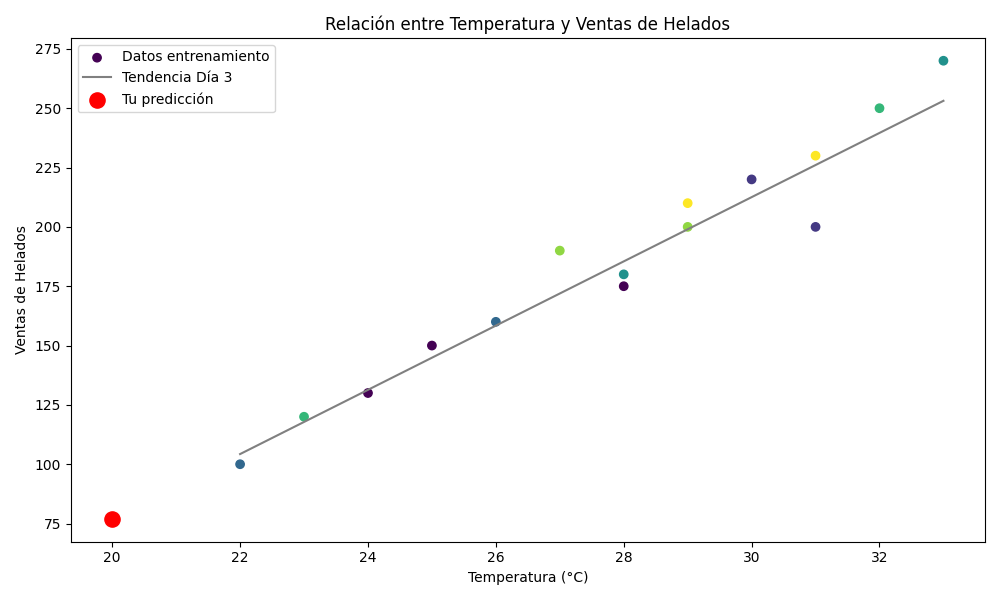 Relación entre Temperatura y Ventas de Helados
Datos entrenamiento
Tendencia Día 3
Tu predicción
275
250
225
200
175
150
125
100
75
Ventas de Helados
20 22 24 26 28 30 32
Temperatura (°C)